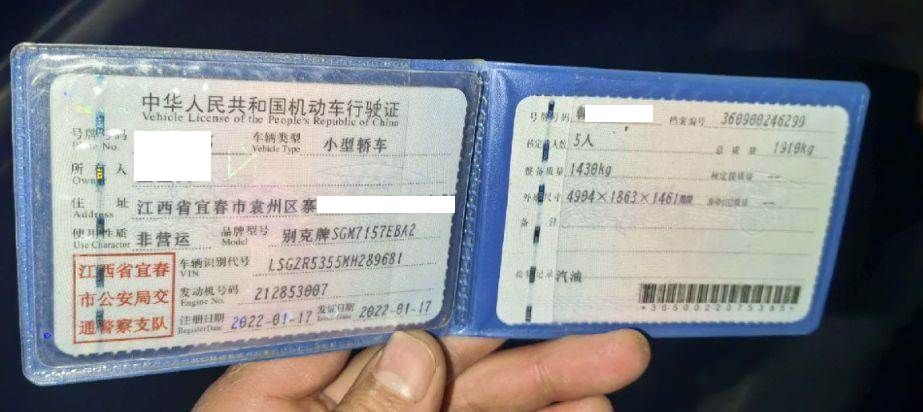 中华人民共和国机动车行驶证
Vehicle License of the People's Republic of China
号牌号码
Plate No.
车辆类型
Vehicle Type
小型轿车
所有人
Owner
住址
Address
江西省宜春市袁州区寨
使用性质
Use Character
非营运
品牌型号
Model
别克牌SGM7157EBA2
江西省宜春
市公安局交
通警察支队
车辆识别代号
VIN
LSGZR5355MH289681
发动机号码
Engine No.
212853007
注册日期
Register Date
2022-01-17
发证日期
Issue Date
2022-01-17
号牌号码
档案编号
360900246299
核定载人数
5人
总质量
1910kg
整备质量
1430kg
核定载质量
--
外廓尺寸
4904×1863×1461mm
准牵引总质量
--
备注
检验记录
汽油